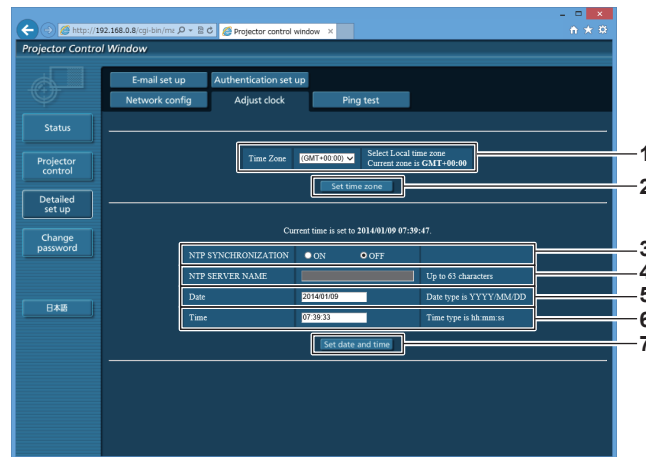 http://192.168.0.8/cgi-bin/ma
Projector control window
Projector Control Window
E-mail set up
Authentication set up
Network config
Adjust clock
Ping test
Status
Projector control
Detailed set up
Change password
日本語
Time Zone (GMT+00:00) Select Local time zone
Current zone is GMT+00:00
1
Set time zone
2
Current time is set to 2014/01/09 07:39:47.
NTP SYNCHRONIZATION ON OFF
3
NTP SERVER NAME Up to 63 characters
4
Date 2014/01/09 Date type is YYYY/MM/DD
5
Time 07:39:33 Time type is hh:mm:ss
6
Set date and time
7